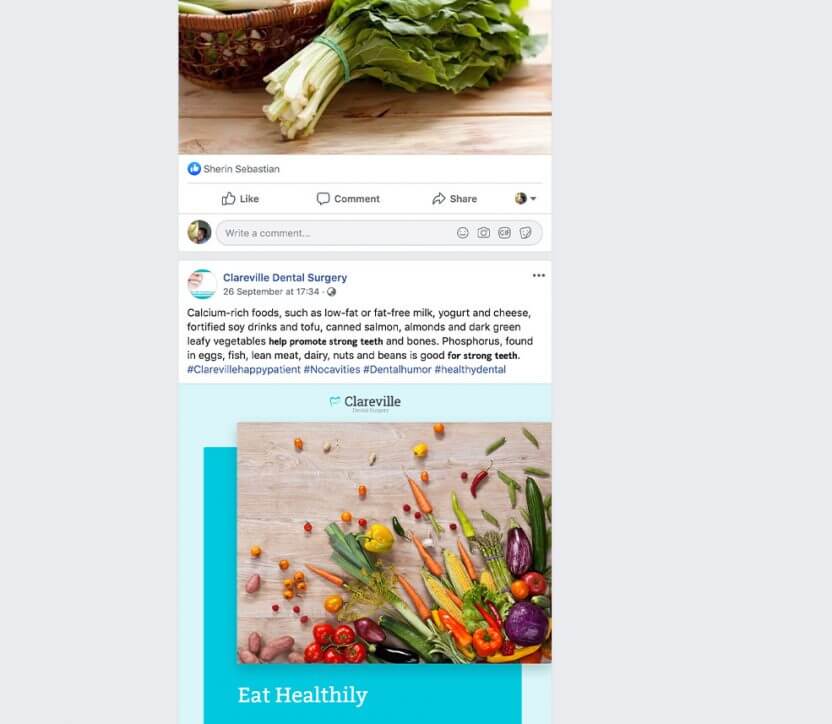 Sherin Sebastian
Like Comment Share
Write a comment...
GIF
Clareville Dental Surgery
26 September at 17:34 ·
Calcium-rich foods, such as low-fat or fat-free milk, yogurt and cheese,
fortified soy drinks and tofu, canned salmon, almonds and dark green
leafy vegetables help promote strong teeth and bones. Phosphorus, found
in eggs, fish, lean meat, dairy, nuts and beans is good for strong teeth.
#Clarevillehappypatient #Nocavities #Dentalhumor #healthydental
Clareville
Dental Surgery
Eat Healthily